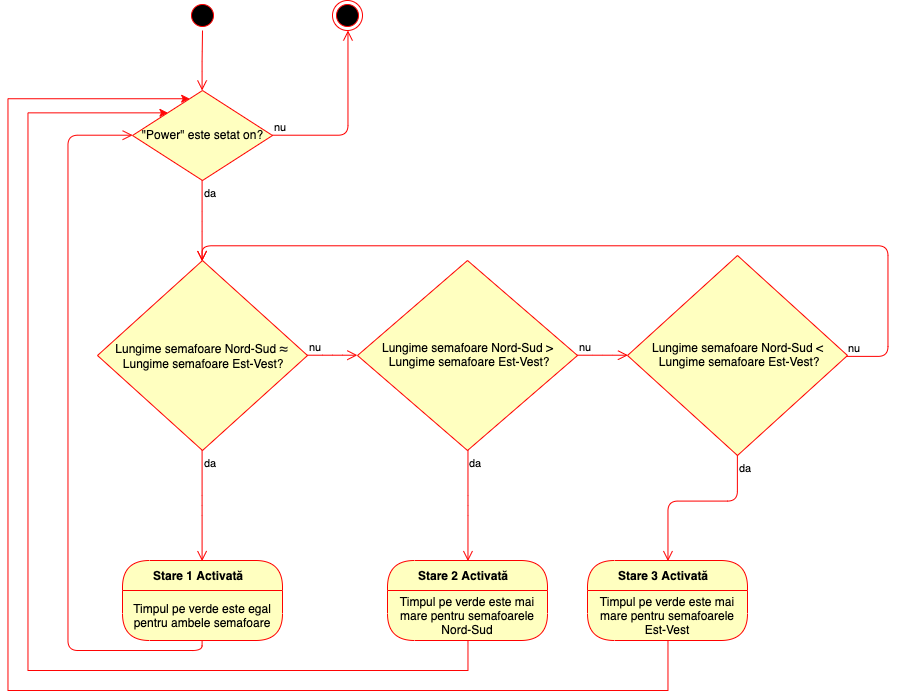 "Power" este setat on?
nu
da
Lungime semafoare Nord-Sud ≈
Lungime semafoare Est-Vest?
nu
Lungime semafoare Nord-Sud >
Lungime semafoare Est-Vest?
nu
Lungime semafoare Nord-Sud <
Lungime semafoare Est-Vest?
nu
da
da
da
Stare 1 Activată
Timpul pe verde este egal
pentru ambele semafoare
Stare 2 Activată
Timpul pe verde este mai
mare pentru semafoarele
Nord-Sud
Stare 3 Activată
Timpul pe verde este mai
mare pentru semafoarele
Est-Vest